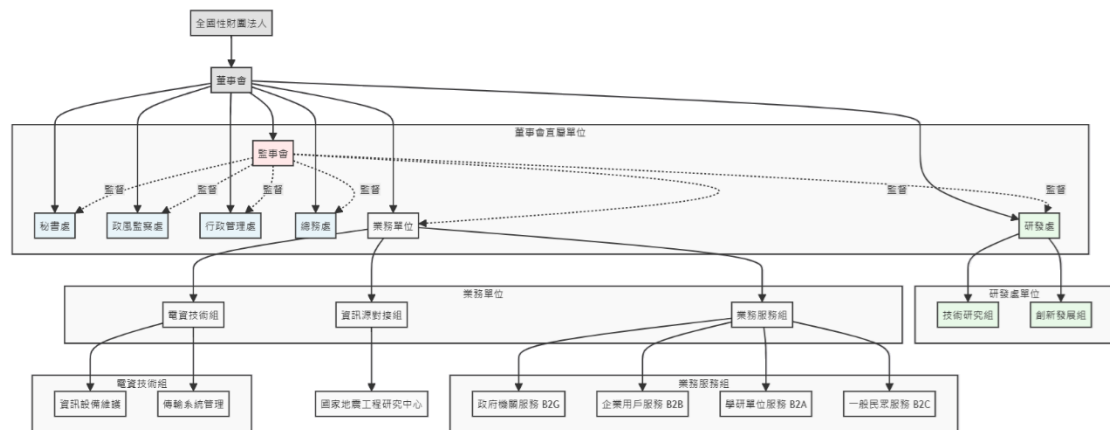 全國性財團法人
董事會
董事會直屬單位
監事會
監督
監督
監督
監督
監督
監督
秘書處
政風監察處
行政管理處
總務處
業務單位
研發處
業務單位
研發處單位
電資技術組
資訊源對接組
業務服務組
技術研究組
創新發展組
電資技術組
業務服務組
資訊設備維護
傳輸系統管理
國家地震工程研究中心
政府機關服務 B2G
企業用戶服務 B2B
學研單位服務 B2A
一般民眾服務 B2C